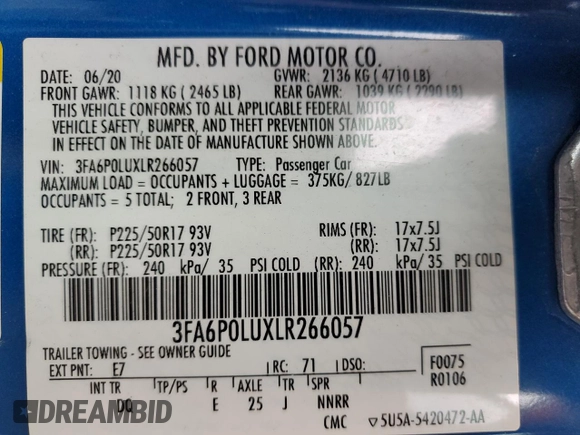 MFD. BY FORD MOTOR CO.
DATE: 06/20 GVWR: 2136 KG ( 4710 LB)
FRONT GAWR: 1118 KG ( 2465 LB) REAR GAWR: 1039 KG ( 2290 LB)
THIS VEHICLE CONFORMS TO ALL APPLICABLE FEDERAL MOTOR
VEHICLE SAFETY, BUMPER, AND THEFT PREVENTION STANDARDS
IN EFFECT ON THE DATE OF MANUFACTURE SHOWN ABOVE.
VIN: 3FA6P0LUXLR266057 TYPE: Passenger Car
MAXIMUM LOAD = OCCUPANTS + LUGGAGE = 375KG/ 827LB
OCCUPANTS = 5 TOTAL; 2 FRONT, 3 REAR
TIRE (FR): P225/50R17 93V RIMS (FR): 17x7.5J
(RR): P225/50R17 93V (RR): 17x7.5J
PRESSURE (FR): 240 kPa/ 35 PSI COLD (RR): 240 kPa/ 35 PSI COLD
3FA6P0LUXLR266057
TRAILER TOWING - SEE OWNER GUIDE
EXT PNT: E7 RC: 71 DSO: F0075
R0106
INT TR TP/PS R AXLE TR SPR
DQ E 25 J NNRR
CMC 5U5A-5420472-AA
DREAMBID